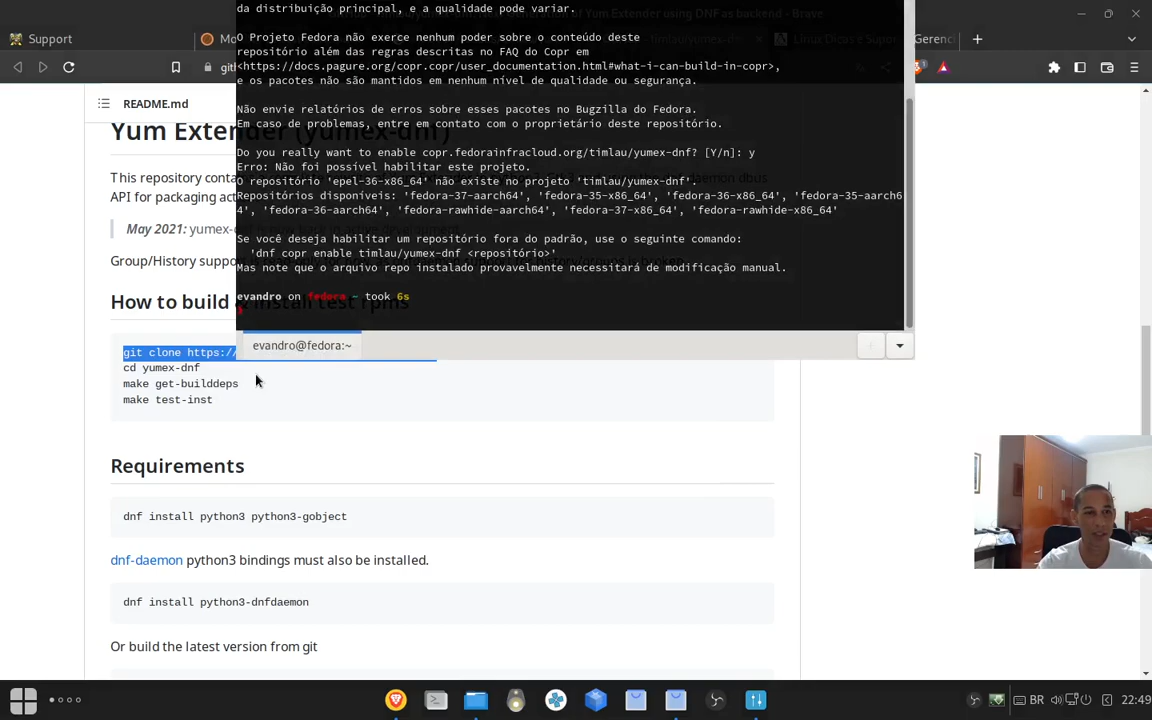 Support
Gerenc
README.md
Yum Extender (yumex-dnf)
This repository
API for packaging
May 2021: yumex-
Group/History support
How to build & install test rpms
git clone https:/
cd yumex-dnf
make get-builddeps
make test-inst
Requirements
dnf install python3 python3-gobject
dnf-daemon python3 bindings must also be installed.
dnf install python3-dnfdaemon
Or build the latest version from git
da distribuição principal, e a qualidade pode variar.
O Projeto Fedora não exerce nenhum poder sobre o conteúdo deste
repositório além das regras descritas no FAQ do Copr em
<https://docs.pagure.org/copr.copr/user_documentation.html#what-i-can-build-in-copr>,
e os pacotes não são mantidos em nenhum nível de qualidade ou segurança.
Não envie relatórios de erros sobre esses pacotes no Bugzilla do Fedora.
Em caso de problemas, entre em contato com o proprietário deste repositório.
Do you really want to enable copr.fedorainfracloud.org/timlau/yumex-dnf? [Y/n]: y
Erro: Não foi possível habilitar este projeto.
O repositório 'epel-36-x86_64' não existe no projeto 'timlau/yumex-dnf'.
Repositórios disponíveis: 'fedora-37-aarch64', 'fedora-35-x86_64', 'fedora-36-x86_64', 'fedora-35-aarch6
4', 'fedora-36-aarch64', 'fedora-rawhide-aarch64', 'fedora-37-x86_64', 'fedora-rawhide-x86_64'
Se você deseja habilitar um repositório fora do padrão, use o seguinte comando:
'dnf copr enable timlau/yumex-dnf <repositório>'
Mas note que o arquivo repo instalado provavelmente necessitará de modificação manual.
evandro on fedora ~ took 6s
evandro@fedora:~
BR
22:49